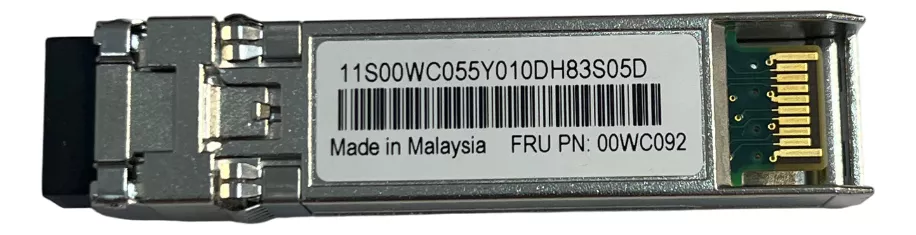 11S00WC055Y010DH83S05D
Made in Malaysia FRU PN: 00WC092